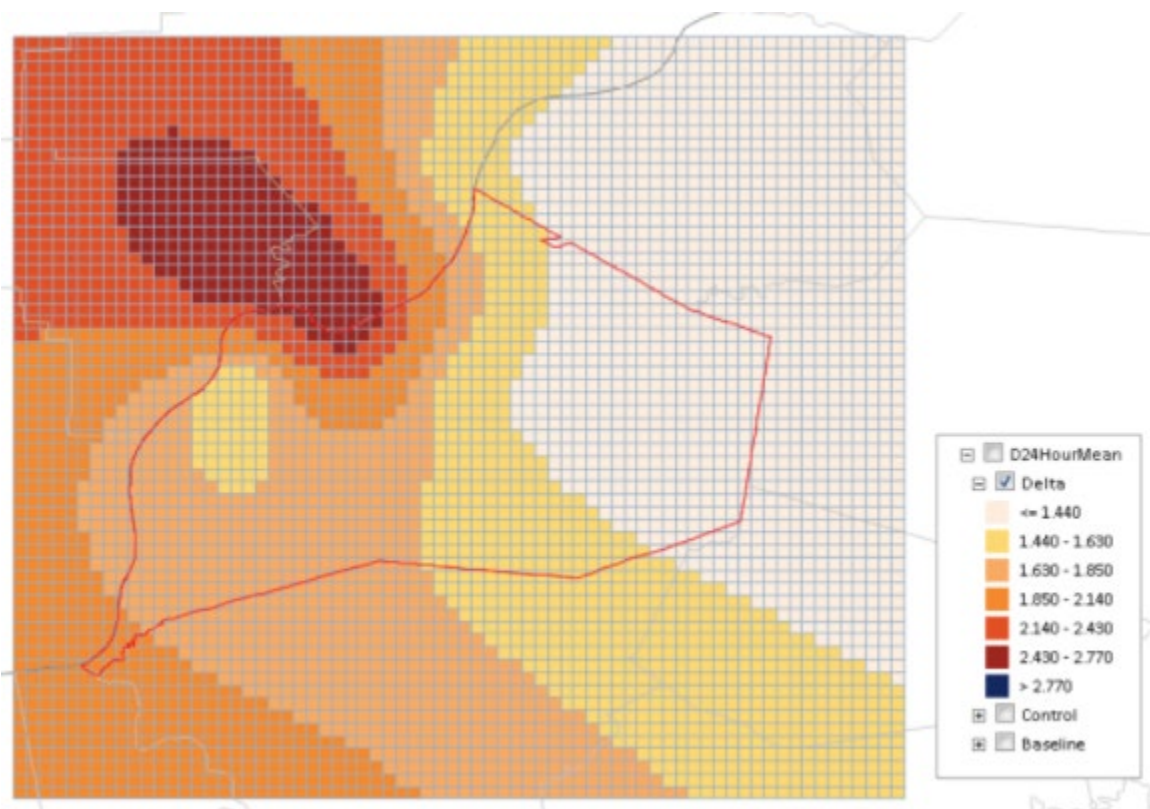 D24HourMean
Delta
<= 1.440
1.440 - 1.630
1.630 - 1.850
1.850 - 2.140
2.140 - 2.430
2.430 - 2.770
> 2.770
Control
Baseline